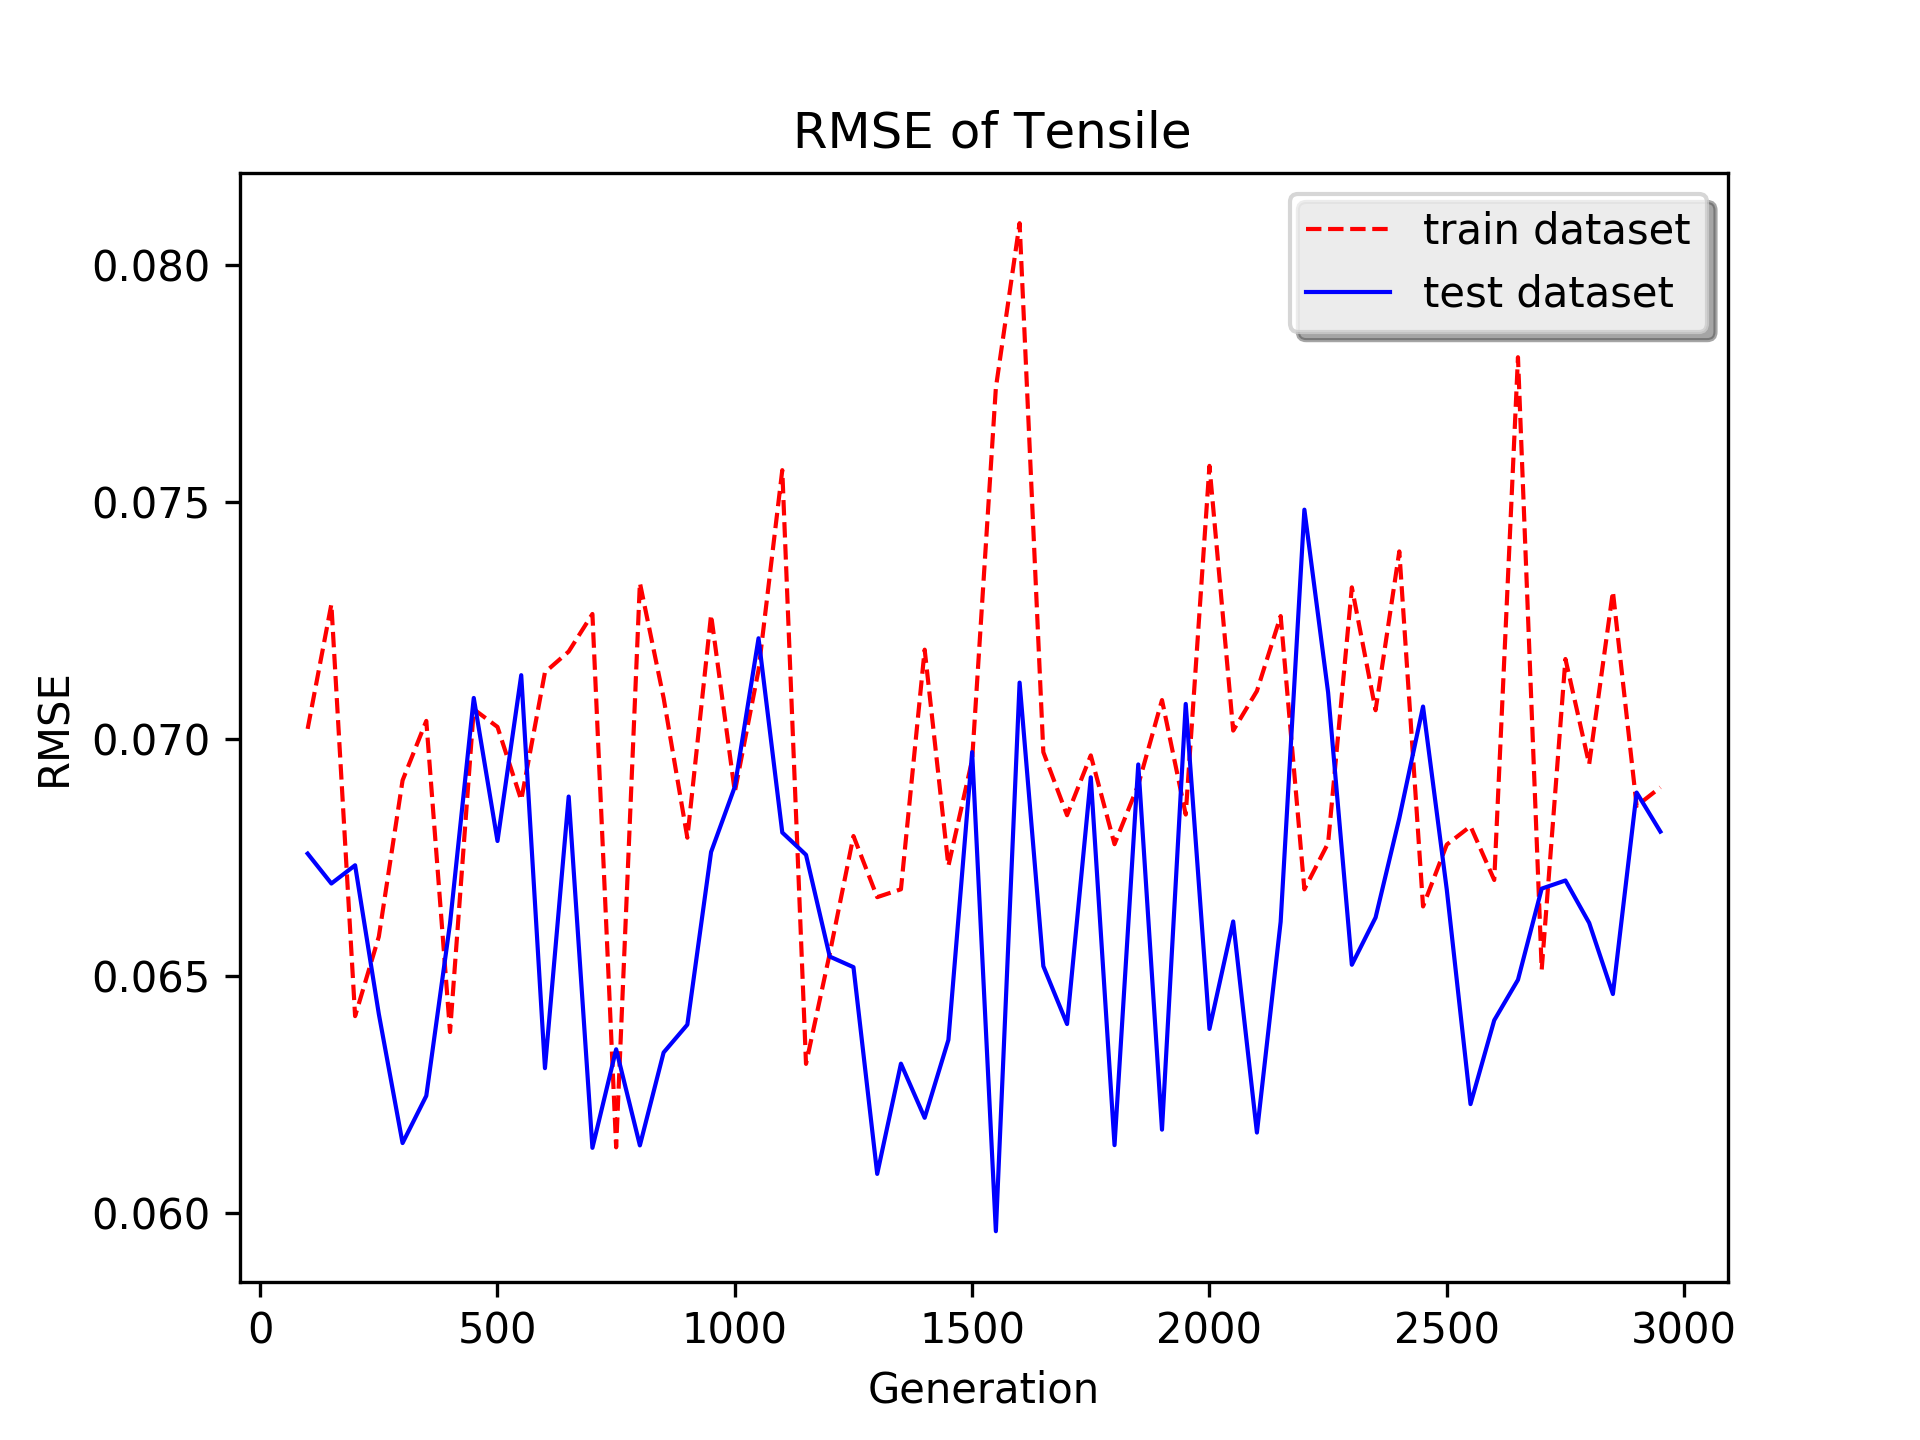 RMSE of Tensile
train dataset
test dataset
0.080
0.075
0.070
0.065
0.060
RMSE
0 500 1000 1500 2000 2500 3000
Generation